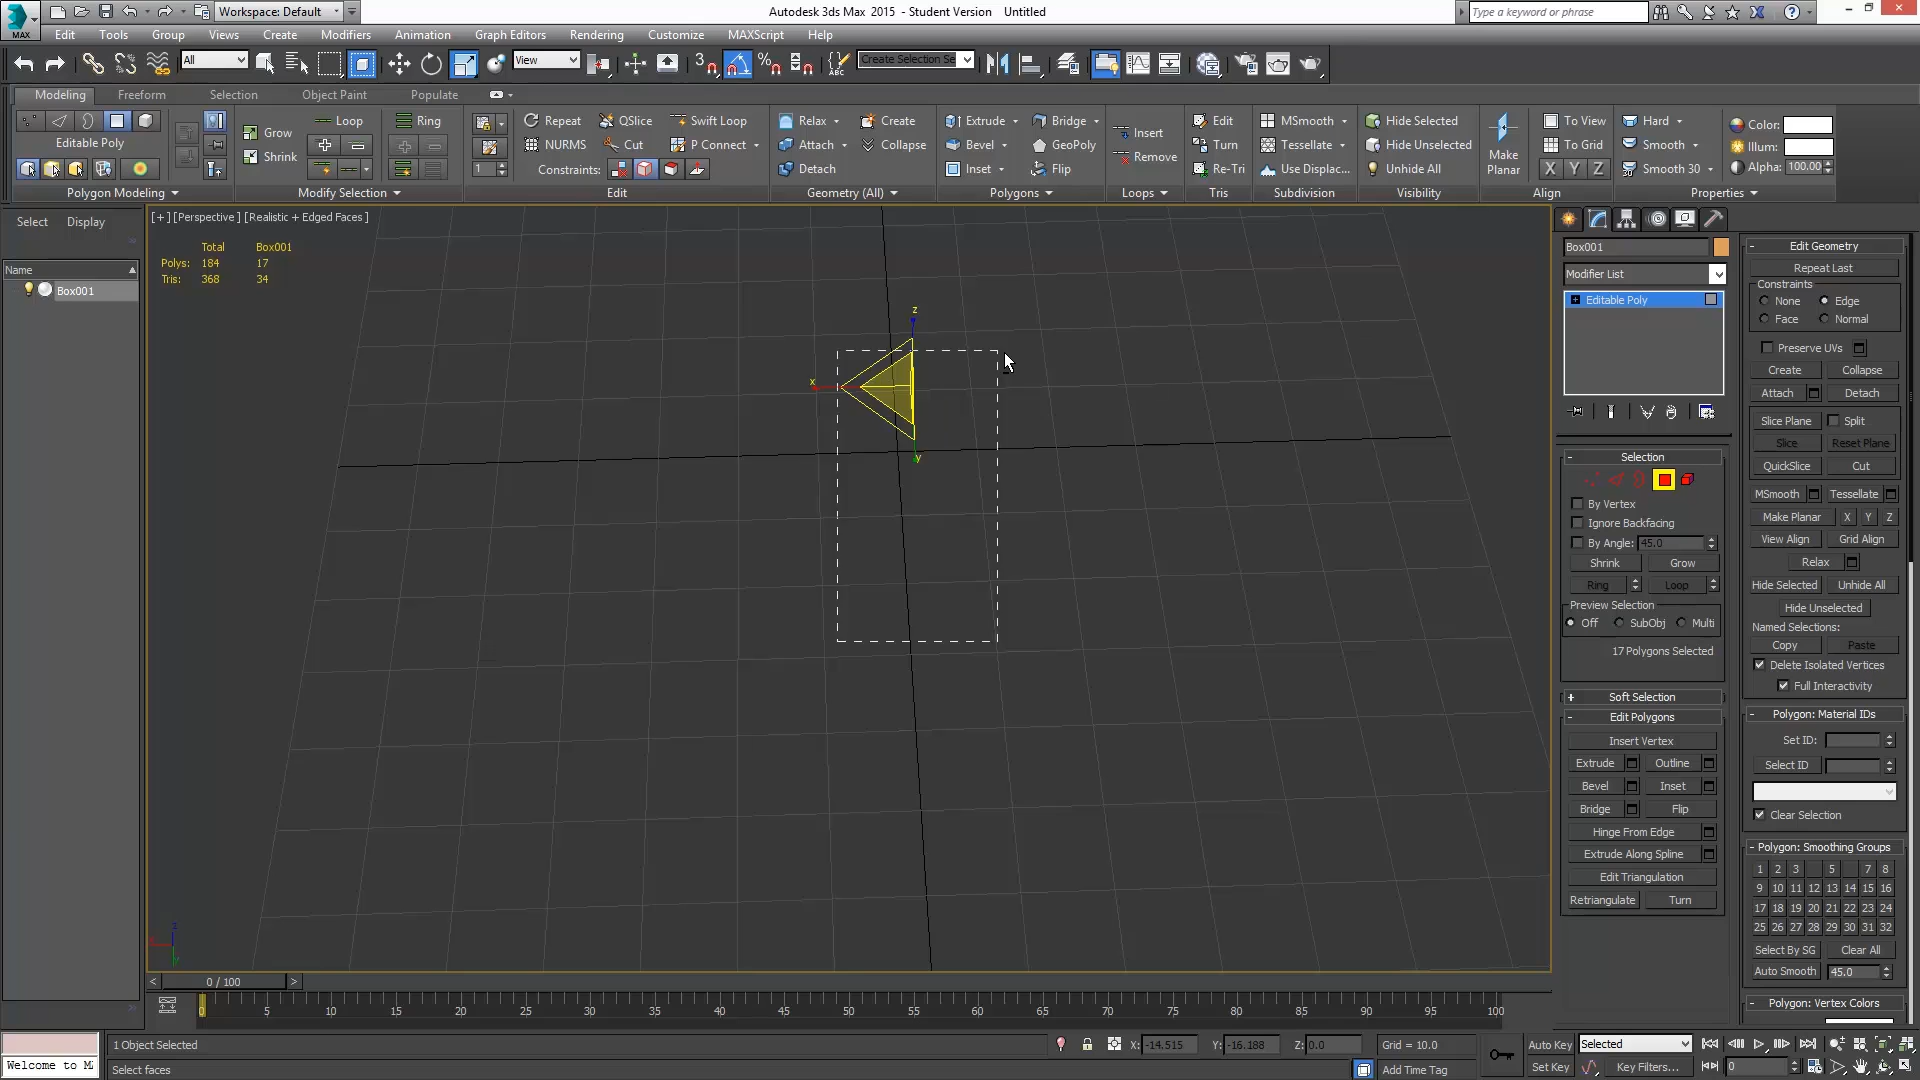 Workspace: Default
Autodesk 3ds Max 2015 - Student Version Untitled
Type a keyword or phrase
MAX
Edit Tools Group Views Create Modifiers Animation Graph Editors Rendering Customize MAXScript Help
All
View
3
ABC
Create Selection Se
Modeling Freeform Selection Object Paint Populate
Loop Ring Repeat QSlice Swift Loop Relax Create Extrude Bridge Insert Edit MSmooth Hide Selected To View Hard Color:
Editable Poly Grow NURMS Cut P Connect Attach Collapse Bevel GeoPoly Remove Turn Tessellate Hide Unselected Make Planar To Grid Smooth Illum:
Shrink 1 Constraints: Detach Inset Flip Re-Tri Use Displac... Unhide All X Y Z Smooth 30 Alpha: 100.00
Polygon Modeling Modify Selection Edit Geometry (All) Polygons Loops Tris Subdivision Visibility Align Properties
Select Display
Name
Box001
[+] [Perspective ] [Realistic + Edged Faces ]
Total Box001
Polys: 184 17
Tris: 368 34
z
x
y
Box001
Modifier List
Editable Poly
Selection
By Vertex
Ignore Backfacing
By Angle: 45.0
Shrink Grow
Ring Loop
Preview Selection
Off SubObj Multi
17 Polygons Selected
Soft Selection
Edit Polygons
Insert Vertex
Extrude Outline
Bevel Inset
Bridge Flip
Hinge From Edge
Extrude Along Spline
Edit Triangulation
Retriangulate Turn
Edit Geometry
Repeat Last
Constraints
None Edge
Face Normal
Preserve UVs
Create Collapse
Attach Detach
Slice Plane Split
Slice Reset Plane
QuickSlice Cut
MSmooth Tessellate
Make Planar X Y Z
View Align Grid Align
Relax
Hide Selected Unhide All
Hide Unselected
Named Selections:
Copy Paste
Delete Isolated Vertices
Full Interactivity
Polygon: Material IDs
Set ID:
Select ID
Clear Selection
Polygon: Smoothing Groups
1 2 3 5 7 8
9 10 11 12 13 14 15 16
17 18 19 20 21 22 23 24
25 26 27 28 29 30 31 32
Select By SG Clear All
Auto Smooth 45.0
Polygon: Vertex Colors
0 / 100
0 5 10 15 20 25 30 35 40 45 50 55 60 65 70 75 80 85 90 95 100
1 Object Selected X: -14.515 Y: -16.188 Z: 0.0 Grid = 10.0 Auto Key Selected
Welcome to M
Select faces Add Time Tag Set Key Key Filters... 0